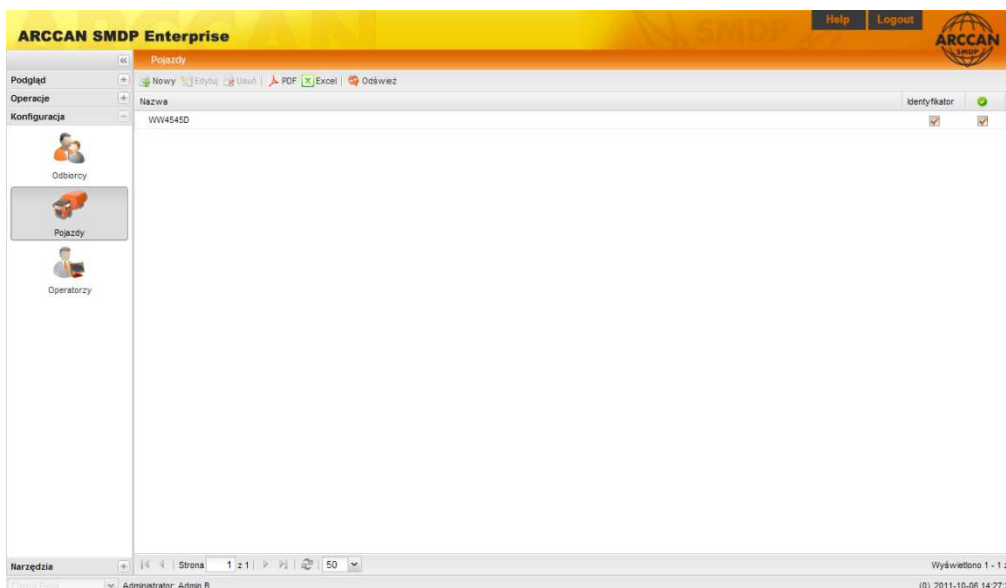 ARCCAN SMDP Enterprise
SMDP
Help
Logout
ARCCAN
SMDP
Pojazdy
Podgląd
Operacje
Konfiguracja
Odbiorcy
Pojazdy
Operatorzy
Narzędzia
Nowy Edytuj Usuń PDF Excel Odśwież
Nazwa Identyfikator
WW4545D
Strona 1 z 1 50 Wyświetlono 1 - 1
Administrator: Admin B
(0) 2011-10-06 14:27: